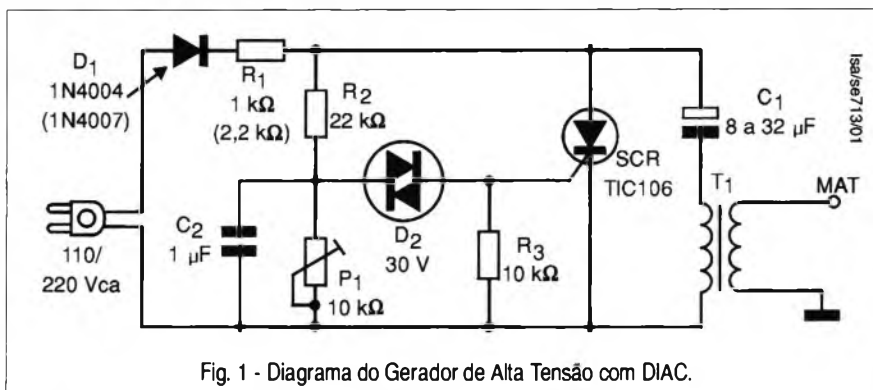 D1
1N4004
(1N4007)
R1
1 kΩ
(2,2 kΩ)
R2
22 kΩ
SCR
TIC106
C1
8 a 32 µF
lsa/se713/01
T1
MAT
110/
220 Vca
C2
1 µF
P1
10 kΩ
D2
30 V
R3
10 kΩ
Fig. 1 - Diagrama do Gerador de Alta Tensão com DIAC.